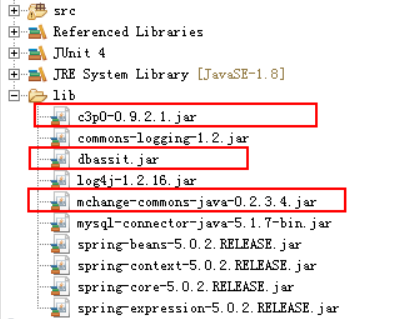 src
Referenced Libraries
JUnit 4
JRE System Library [JavaSE-1.8]
lib
c3p0-0.9.2.1.jar
commons-logging-1.2.jar
dbassit.jar
log4j-1.2.16.jar
mchange-commons-java-0.2.3.4.jar
mysql-connector-java-5.1.7-bin.jar
spring-beans-5.0.2.RELEASE.jar
spring-context-5.0.2.RELEASE.jar
spring-core-5.0.2.RELEASE.jar
spring-expression-5.0.2.RELEASE.jar